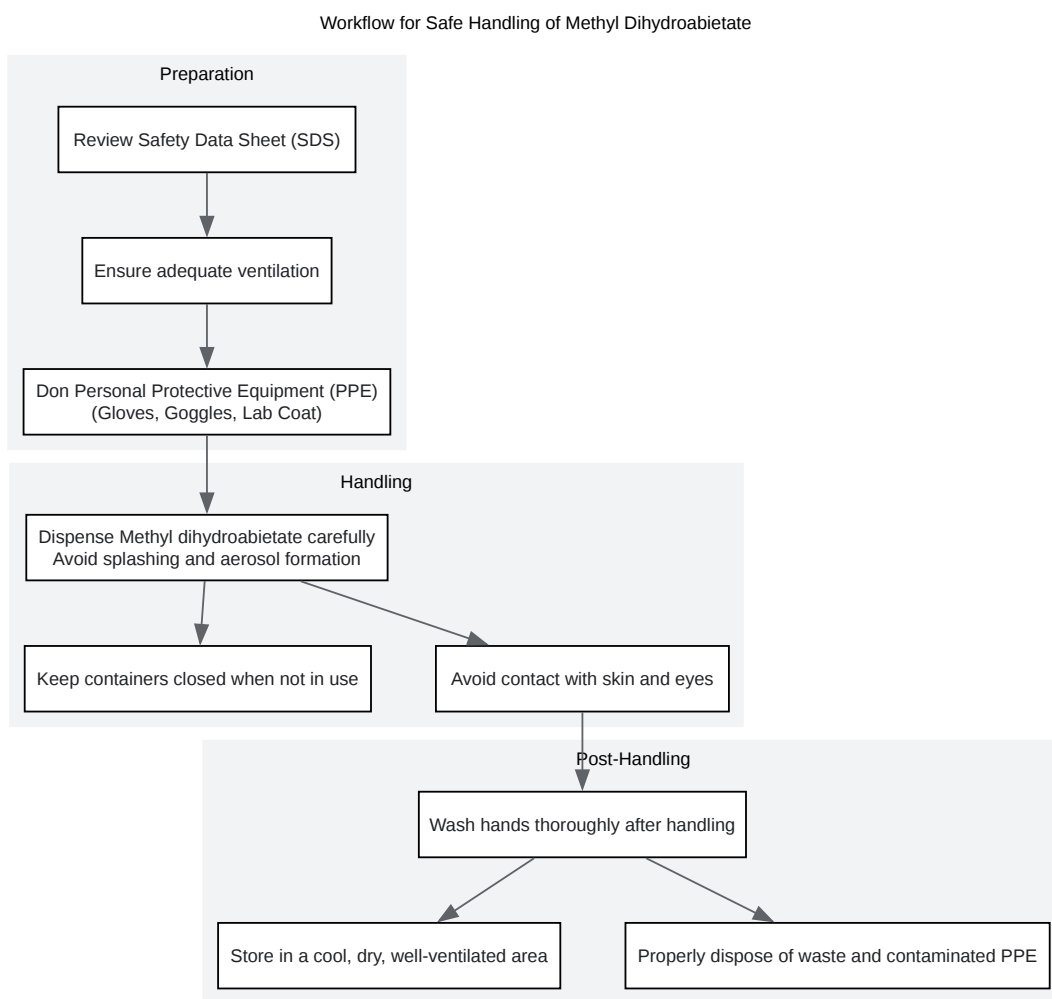 Workflow for Safe Handling of Methyl Dihydroabietate
Preparation
Review Safety Data Sheet (SDS)
Ensure adequate ventilation
Don Personal Protective Equipment (PPE)
(Gloves, Goggles, Lab Coat)
Handling
Dispense Methyl dihydroabietate carefully
Avoid splashing and aerosol formation
Keep containers closed when not in use
Avoid contact with skin and eyes
Post-Handling
Wash hands thoroughly after handling
Store in a cool, dry, well-ventilated area
Properly dispose of waste and contaminated PPE